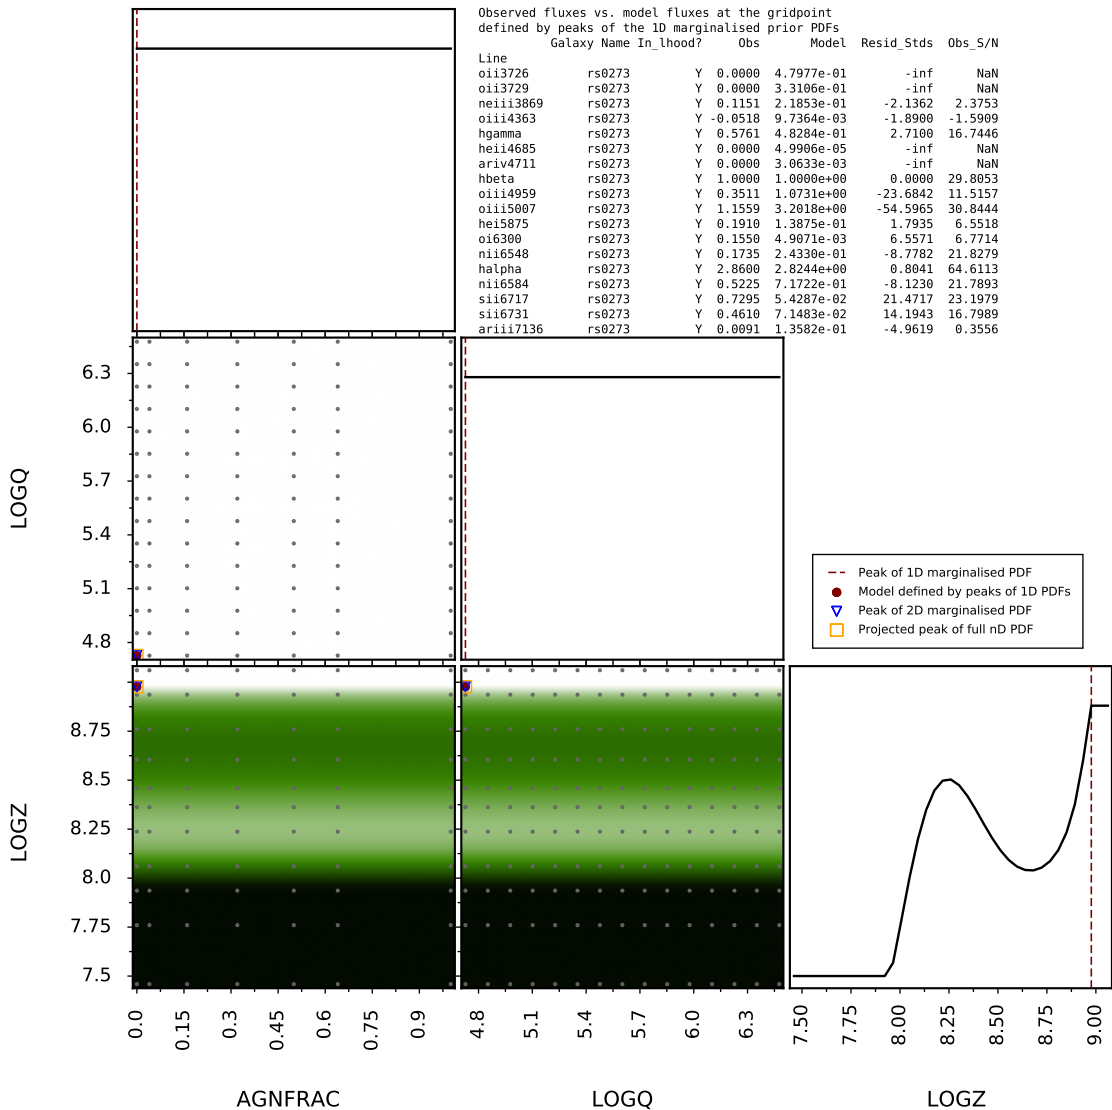 Observed fluxes vs. model fluxes at the gridpoint
defined by peaks of the 1D marginalised prior PDFs
Galaxy Name In_lhood? Obs Model Resid_Stds Obs_S/N
Line
oii3726 rs0273 Y 0.0000 4.7977e-01 -inf NaN
oii3729 rs0273 Y 0.0000 3.3106e-01 -inf NaN
neiii3869 rs0273 Y 0.1151 2.1853e-01 -2.1362 2.3753
oiii4363 rs0273 Y -0.0518 9.7364e-03 -1.8900 -1.5909
hgamma rs0273 Y 0.5761 4.8284e-01 2.7100 16.7446
heii4685 rs0273 Y 0.0000 4.9906e-05 -inf NaN
ariv4711 rs0273 Y 0.0000 3.0633e-03 -inf NaN
hbeta rs0273 Y 1.0000 1.0000e+00 0.0000 29.8053
oiii4959 rs0273 Y 0.3511 1.0731e+00 -23.6842 11.5157
oiii5007 rs0273 Y 1.1559 3.2018e+00 -54.5965 30.8444
hei5875 rs0273 Y 0.1910 1.3875e-01 1.7935 6.5518
oi6300 rs0273 Y 0.1550 4.9071e-03 6.5571 6.7714
nii6548 rs0273 Y 0.1735 2.4330e-01 -8.7782 21.8279
halpha rs0273 Y 2.8600 2.8244e+00 0.8041 64.6113
nii6584 rs0273 Y 0.5225 7.1722e-01 -8.1230 21.7893
sii6717 rs0273 Y 0.7295 5.4287e-02 21.4717 23.1979
sii6731 rs0273 Y 0.4610 7.1483e-02 14.1943 16.7989
ariii7136 rs0273 Y 0.0091 1.3582e-01 -4.9619 0.3556
6.3
6.0
5.7
5.4
5.1
4.8
LOGQ
Peak of 1D marginalised PDF
Model defined by peaks of 1D PDFs
Peak of 2D marginalised PDF
Projected peak of full nD PDF
8.75
8.5
8.25
8.0
7.75
7.5
LOGZ
0.0 0.15 0.3 0.45 0.6 0.75 0.9
4.8 5.1 5.4 5.7 6.0 6.3
7.50 7.75 8.00 8.25 8.50 8.75 9.00
AGNFRAC LOGQ LOGZ